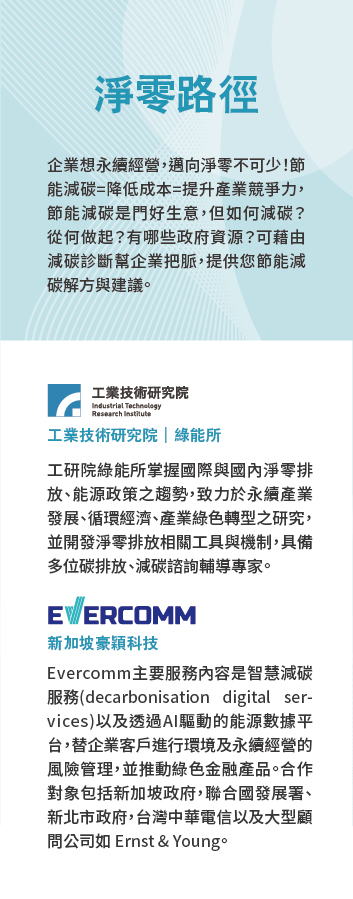 淨零路徑
企業想永續經營，邁向淨零不可少！節
能減碳=降低成本=提升產業競爭力，
節能減碳是門好生意，但如何減碳？
從何做起？有哪些政府資源？可藉由
減碳診斷幫企業把脈，提供您節能減
碳解方與建議。
工業技術研究院
Industrial Technology
Research Institute
工業技術研究院｜綠能所
工研院綠能所掌握國際與國內淨零排
放、能源政策之趨勢，致力於永續產業
發展、循環經濟、產業綠色轉型之研究，
並開發淨零排放相關工具與機制，具備
多位碳排放、減碳諮詢輔導專家。
EVERCOMM
新加坡豪穎科技
Evercomm主要服務內容是智慧減碳
服務(decarbonisation digital ser-
vices)以及透過AI驅動的能源數據平
台，替企業客戶進行環境及永續經營的
風險管理，並推動綠色金融產品。合作
對象包括新加坡政府，聯合國發展署、
新北市政府，台灣中華電信以及大型顧
問公司如 Ernst & Young。